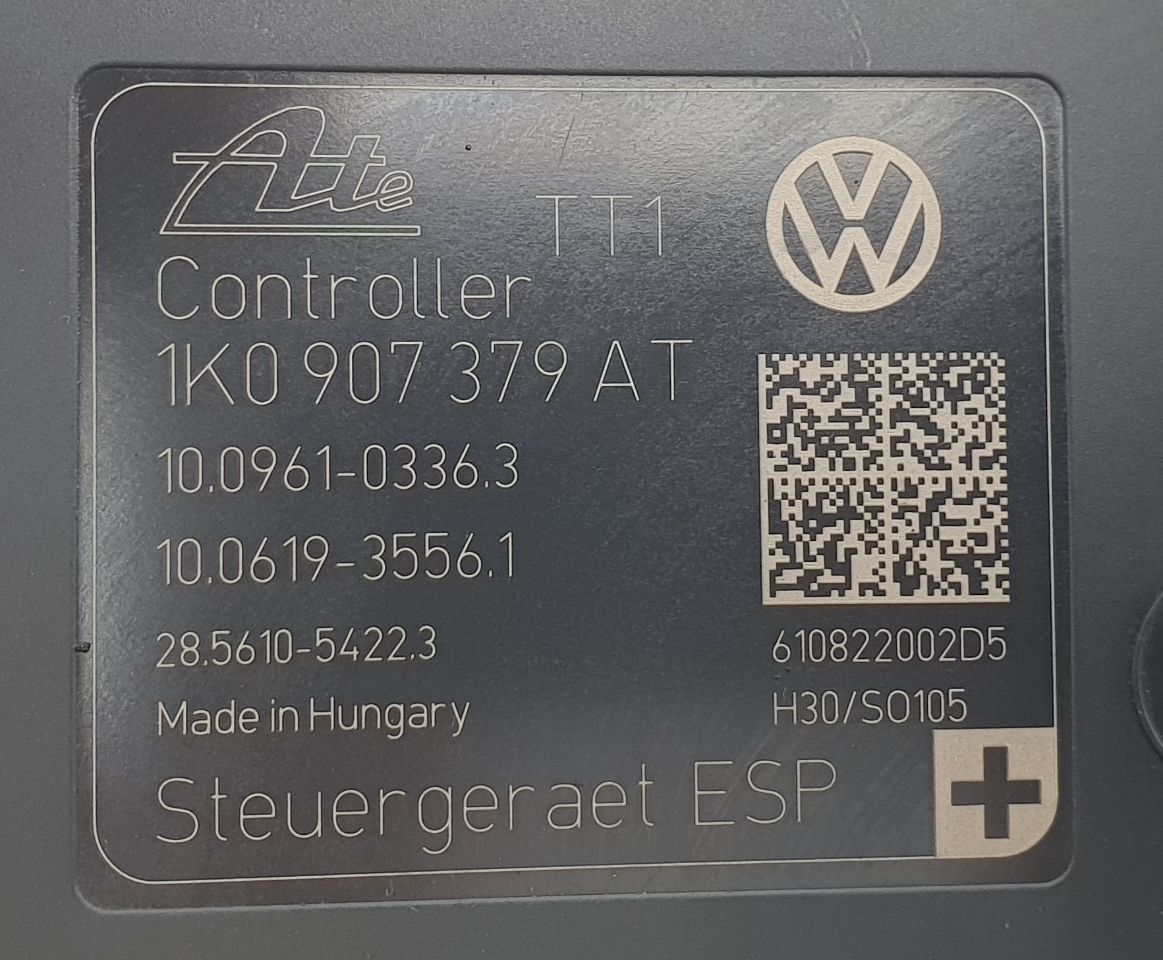 Ate
TT1
Controller
1K0 907 379 AT
10.0961-0336.3
10.0619-3556.1
28.5610-5422.3
610822002D5
Made in Hungary
H30/SO105
Steuergeraet ESP